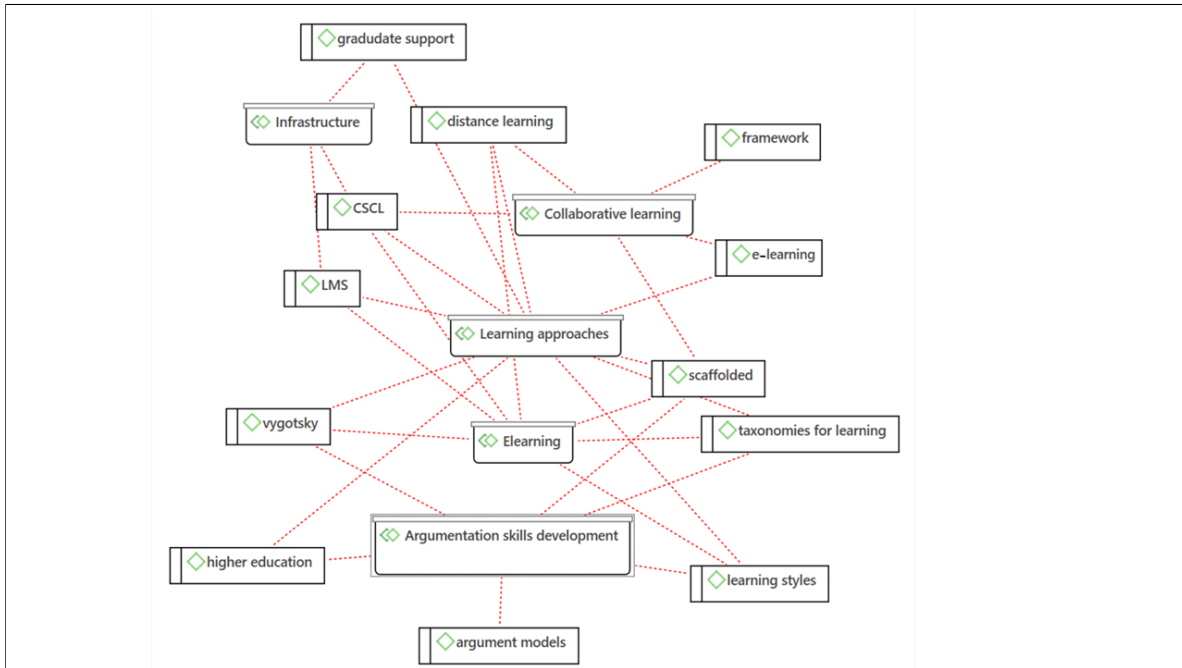 gradudate support
Infrastructure
distance learning
framework
CSCL
Collaborative learning
e-learning
LMS
Learning approaches
scaffolded
vygotsky
Elearning
taxonomies for learning
Argumentation skills development
higher education
learning styles
argument models